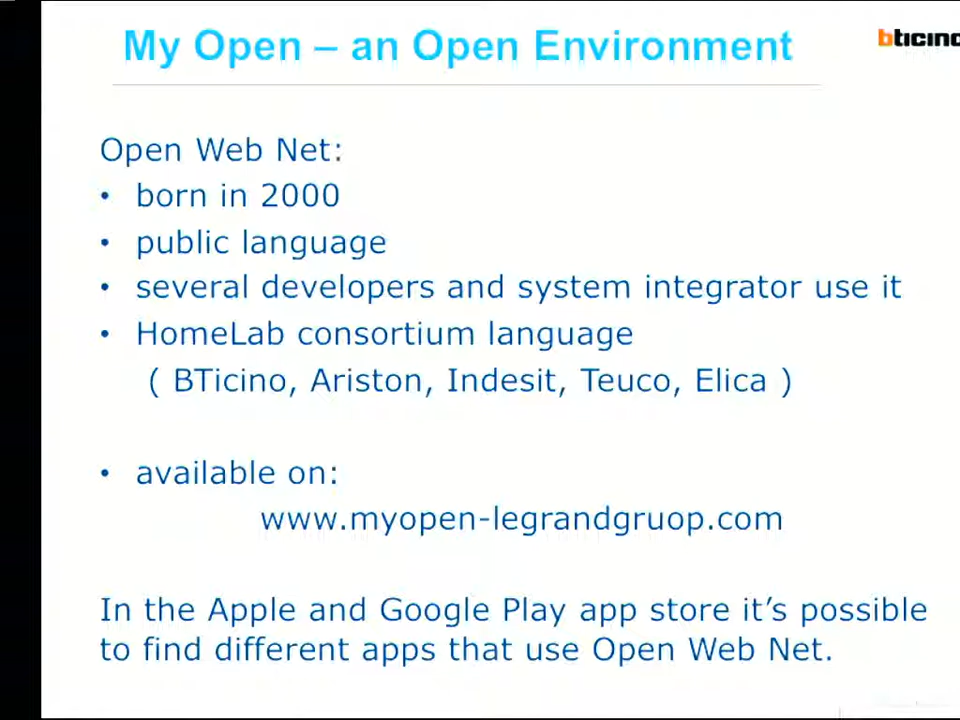 My Open – an Open Environment
bticino
Open Web Net:
• born in 2000
• public language
• several developers and system integrator use it
• HomeLab consortium language
( BTicino, Ariston, Indesit, Teuco, Elica )
• available on:
www.myopen-legrandgruop.com
In the Apple and Google Play app store it’s possible
to find different apps that use Open Web Net.